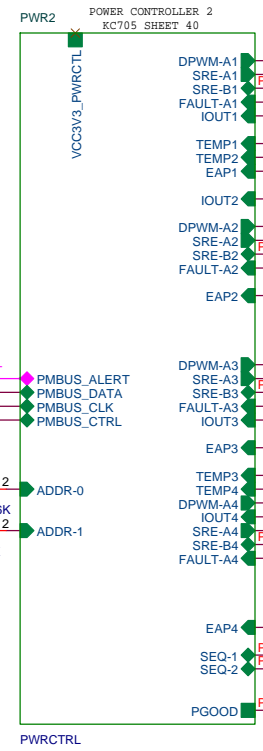 PWR2
POWER CONTROLLER 2
KC705 SHEET 40
VCC3V3_PWRCTL
DPWM-A1
SRE-A1
SRE-B1
FAULT-A1
IOUT1
TEMP1
TEMP2
EAP1
IOUT2
DPWM-A2
SRE-A2
SRE-B2
FAULT-A2
EAP2
DPWM-A3
PMBUS_ALERT
SRE-A3
PMBUS_DATA
SRE-B3
PMBUS_CLK
FAULT-A3
PMBUS_CTRL
IOUT3
EAP3
TEMP3
2
ADDR-0
TEMP4
DPWM-A4
6K
IOUT4
2
ADDR-1
SRE-A4
SRE-B4
FAULT-A4
EAP4
SEQ-1
SEQ-2
PGOOD
PWRCTRL